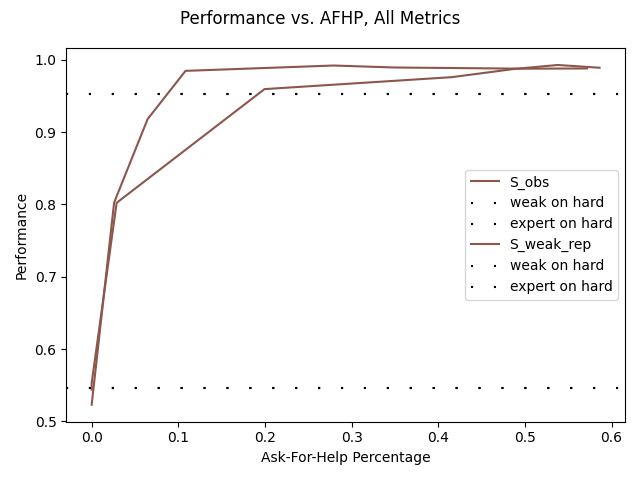 Performance vs. AFHP, All Metrics
1.0
0.9
0.8
0.7
0.6
0.5
Performance
S_obs
weak on hard
expert on hard
S_weak_rep
weak on hard
expert on hard
0.0 0.1 0.2 0.3 0.4 0.5 0.6
Ask-For-Help Percentage